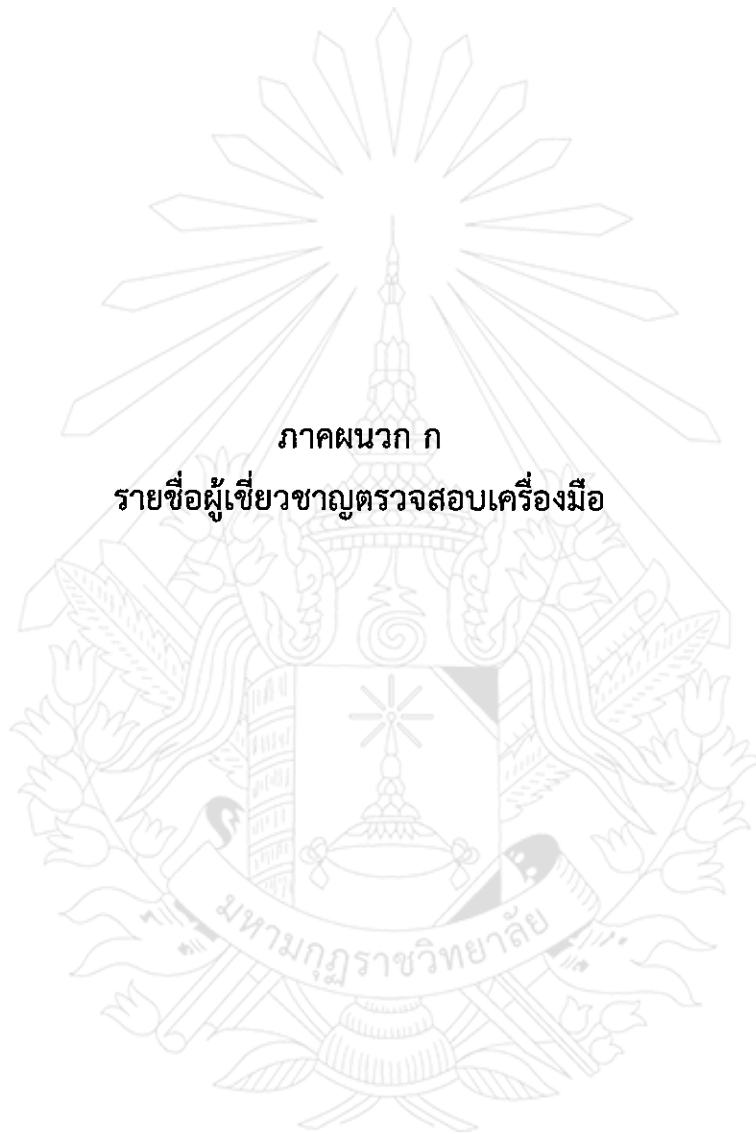 ภาคผนวก ก
รายชื่อผู้เชี่ยวชาญตรวจสอบเครื่องมือ
มหามกุฏราชวิทยาลัย